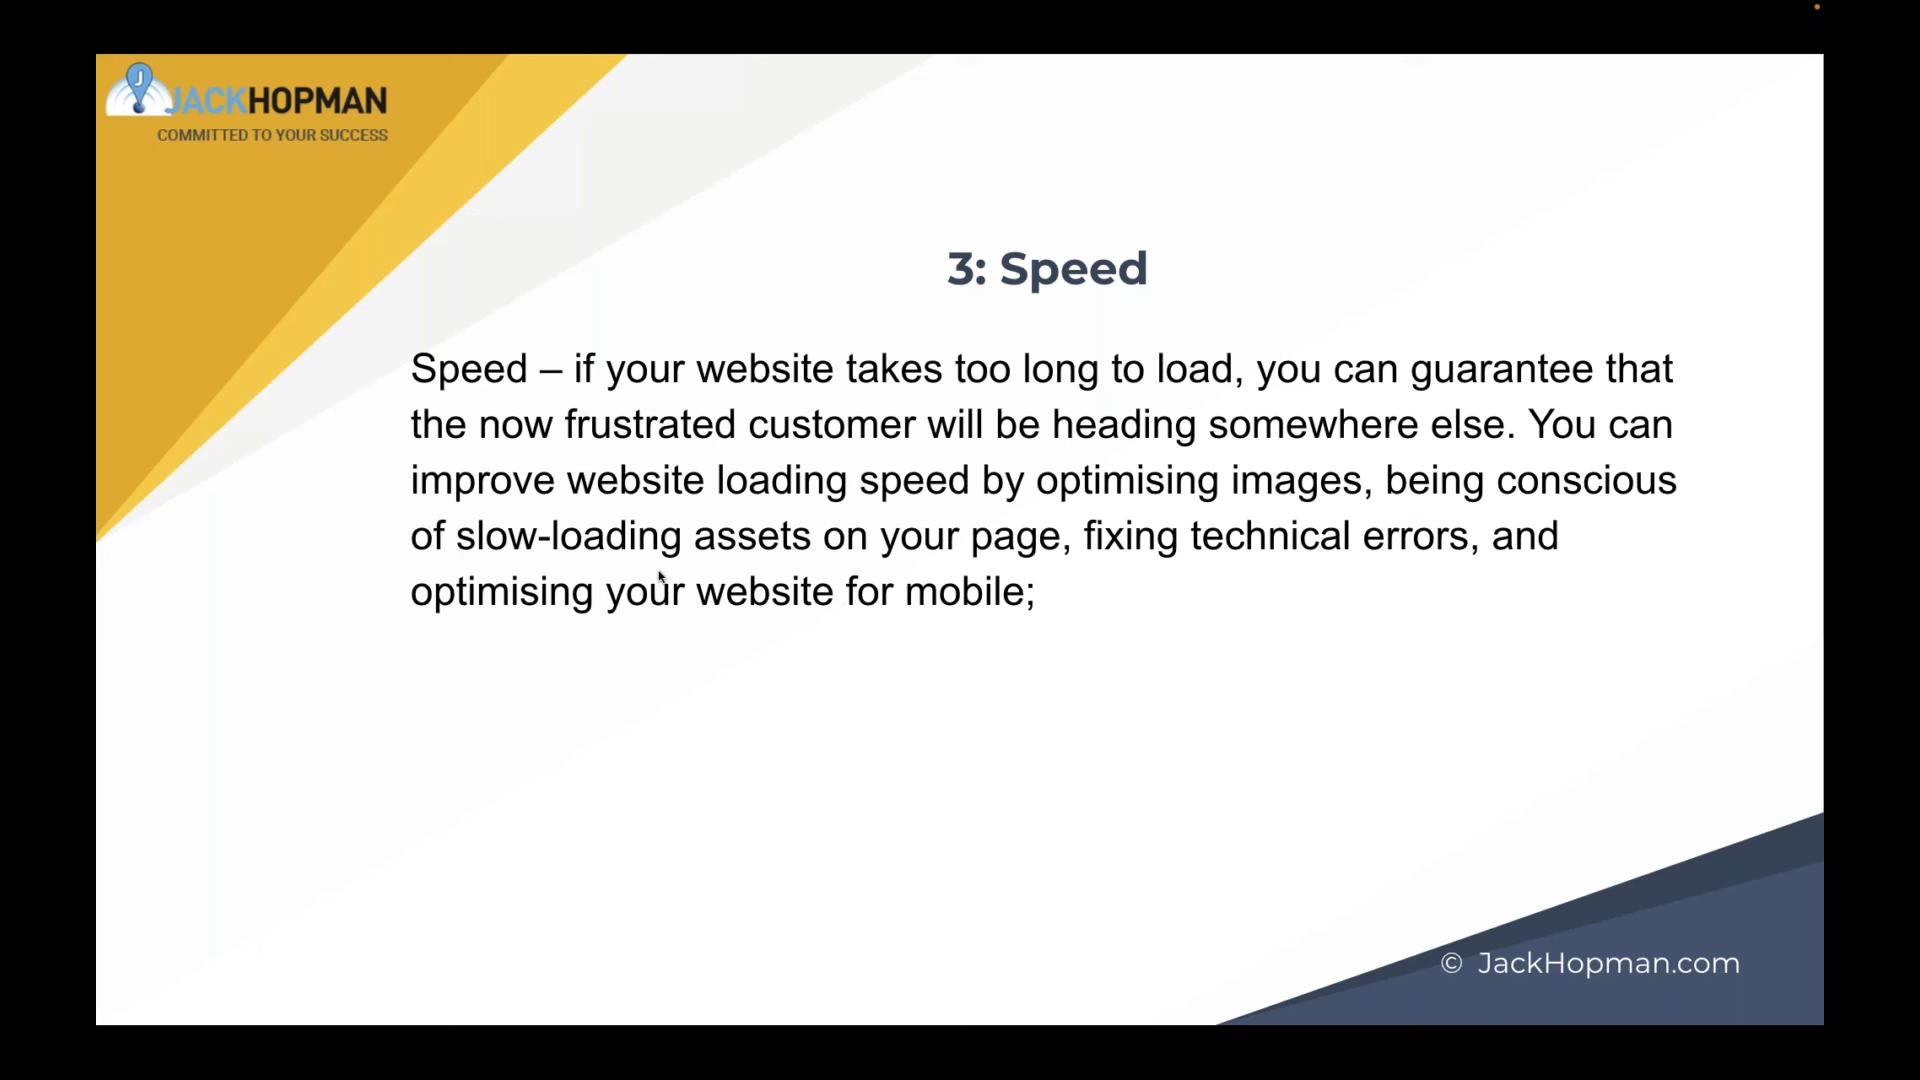 J
JACKHOPMAN
COMMITTED TO YOUR SUCCESS
3: Speed
Speed – if your website takes too long to load, you can guarantee that
the now frustrated customer will be heading somewhere else. You can
improve website loading speed by optimising images, being conscious
of slow-loading assets on your page, fixing technical errors, and
optimising your website for mobile;
© JackHopman.com